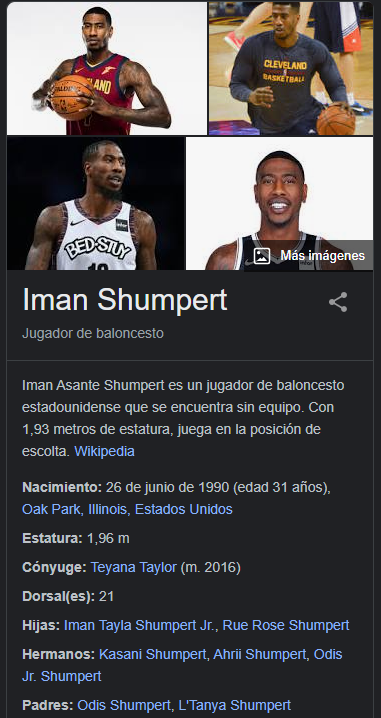 SPALDING
CLEVELAND
BASKETBALL
BED-STUY
Más imágenes
Iman Shumpert
Jugador de baloncesto
Iman Asante Shumpert es un jugador de baloncesto
estadounidense que se encuentra sin equipo. Con
1,93 metros de estatura, juega en la posición de
escolta. Wikipedia
Nacimiento: 26 de junio de 1990 (edad 31 años),
Oak Park, Illinois, Estados Unidos
Estatura: 1,96 m
Cónyuge: Teyana Taylor (m. 2016)
Dorsal(es): 21
Hijas: Iman Tayla Shumpert Jr., Rue Rose Shumpert
Hermanos: Kasani Shumpert, Ahrii Shumpert, Odis
Jr. Shumpert
Padres: Odis Shumpert, L'Tanya Shumpert